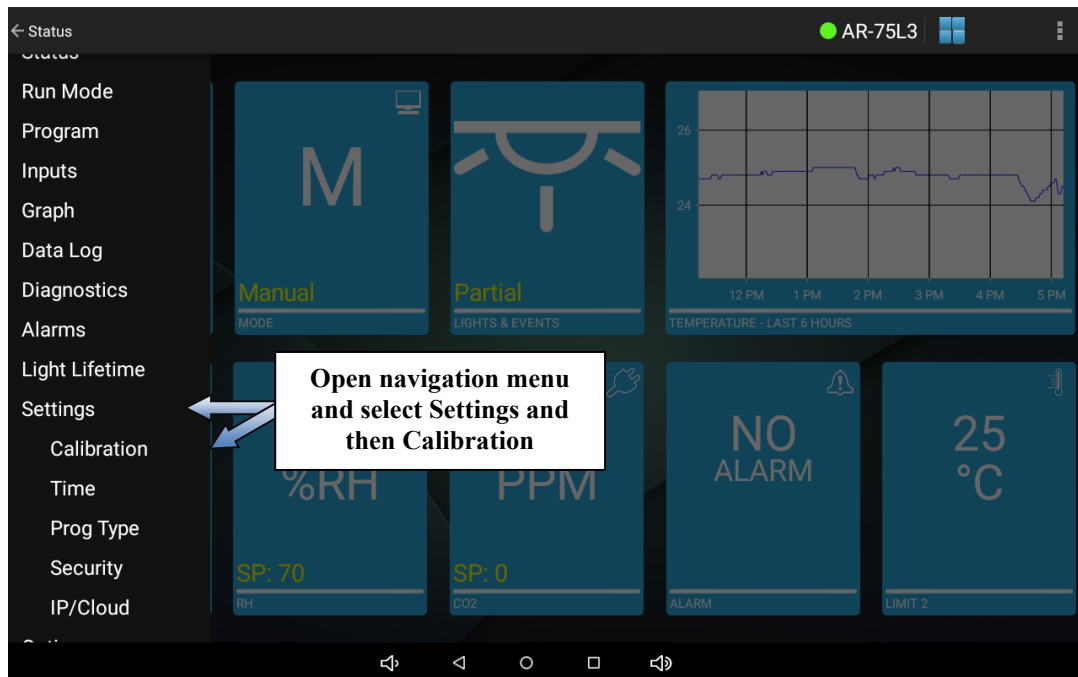 ← Status
AR-75L3
Status
Run Mode
Program
Inputs
Graph
Data Log
Diagnostics
Alarms
Light Lifetime
Settings
Calibration
Time
Prog Type
Security
IP/Cloud
M
Manual
MODE
Partial
LIGHTS & EVENTS
26
24
12 PM 1 PM 2 PM 3 PM 4 PM 5 PM
TEMPERATURE - LAST 6 HOURS
Open navigation menu
and select Settings and
then Calibration
%RH
SP: 70
RH
PPM
SP: 0
CO2
NO
ALARM
ALARM
25
°C
LIMIT 2